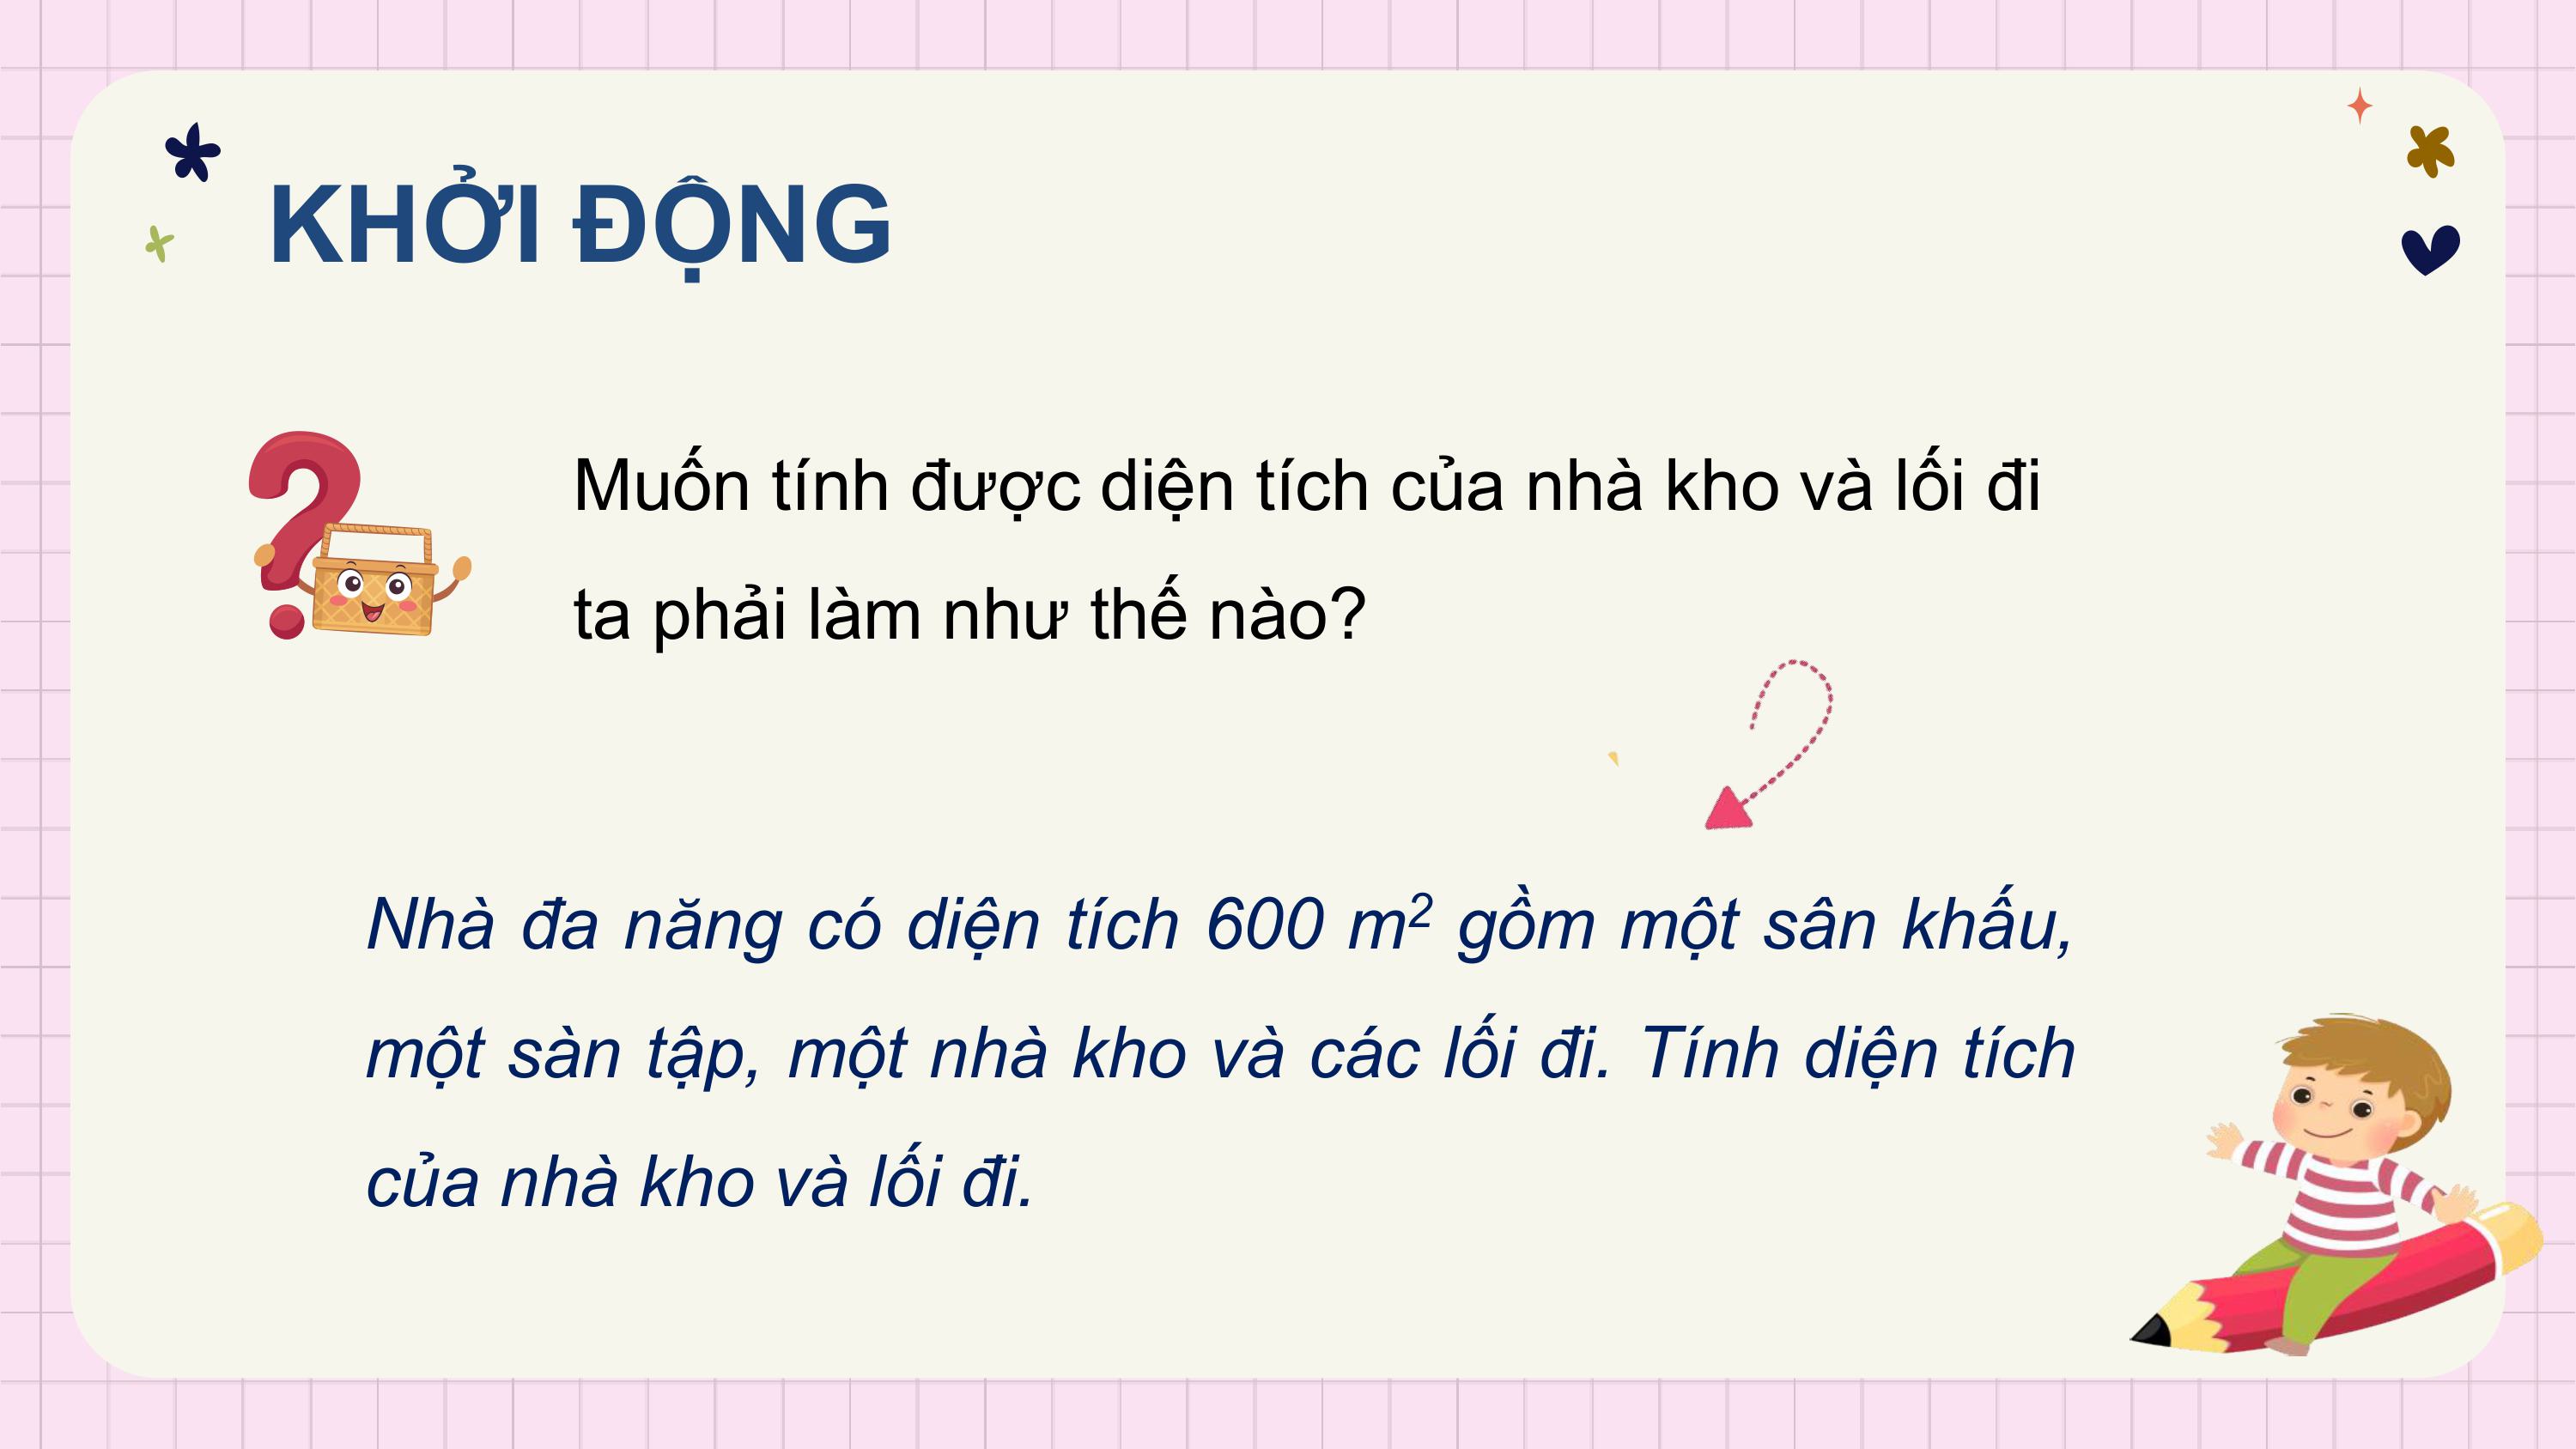 KHỞI ĐỘNG
Muốn tính được diện tích của nhà kho và lối đi
ta phải làm như thế nào?
Nhà đa năng có diện tích 600 m² gồm một sân khấu,
một sàn tập, một nhà kho và các lối đi. Tính diện tích
của nhà kho và lối đi.